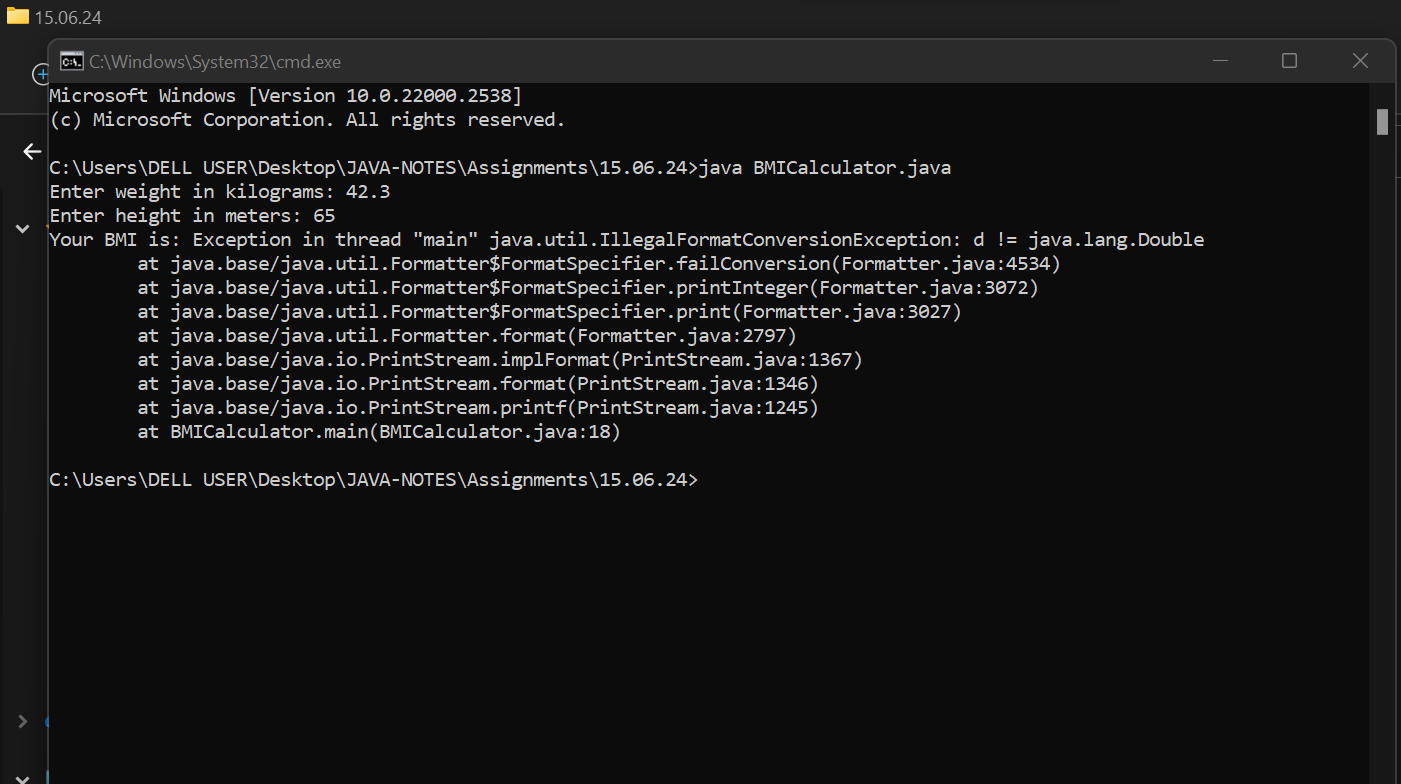 15.06.24
C:\Windows\System32\cmd.exe
Microsoft Windows [Version 10.0.22000.2538]
(c) Microsoft Corporation. All rights reserved.
C:\Users\DELL USER\Desktop\JAVA-NOTES\Assignments\15.06.24>java BMICalculator.java
Enter weight in kilograms: 42.3
Enter height in meters: 65
Your BMI is: Exception in thread "main" java.util.IllegalFormatConversionException: d != java.lang.Double
        at java.base/java.util.Formatter$FormatSpecifier.failConversion(Formatter.java:4534)
        at java.base/java.util.Formatter$FormatSpecifier.printInteger(Formatter.java:3072)
        at java.base/java.util.Formatter$FormatSpecifier.print(Formatter.java:3027)
        at java.base/java.util.Formatter.format(Formatter.java:2797)
        at java.base/java.io.PrintStream.implFormat(PrintStream.java:1367)
        at java.base/java.io.PrintStream.format(PrintStream.java:1346)
        at java.base/java.io.PrintStream.printf(PrintStream.java:1245)
        at BMICalculator.main(BMICalculator.java:18)
C:\Users\DELL USER\Desktop\JAVA-NOTES\Assignments\15.06.24>